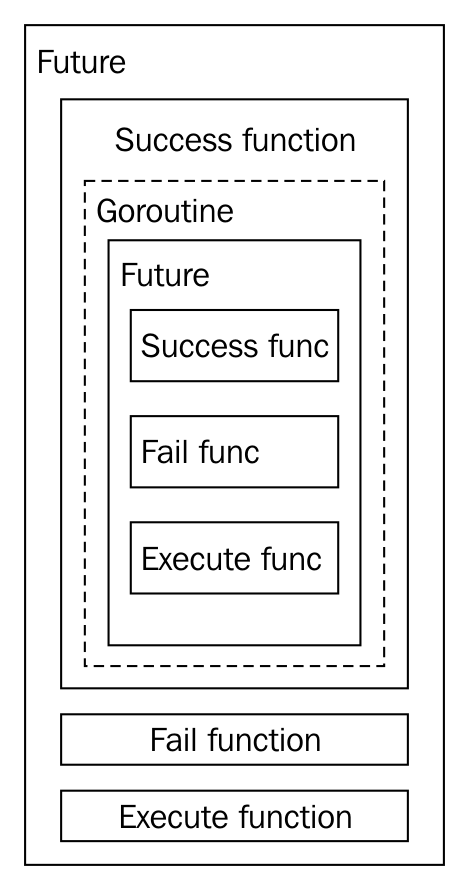 Future
Success function
Goroutine
Future
Success func
Fail func
Execute func
Fail function
Execute function